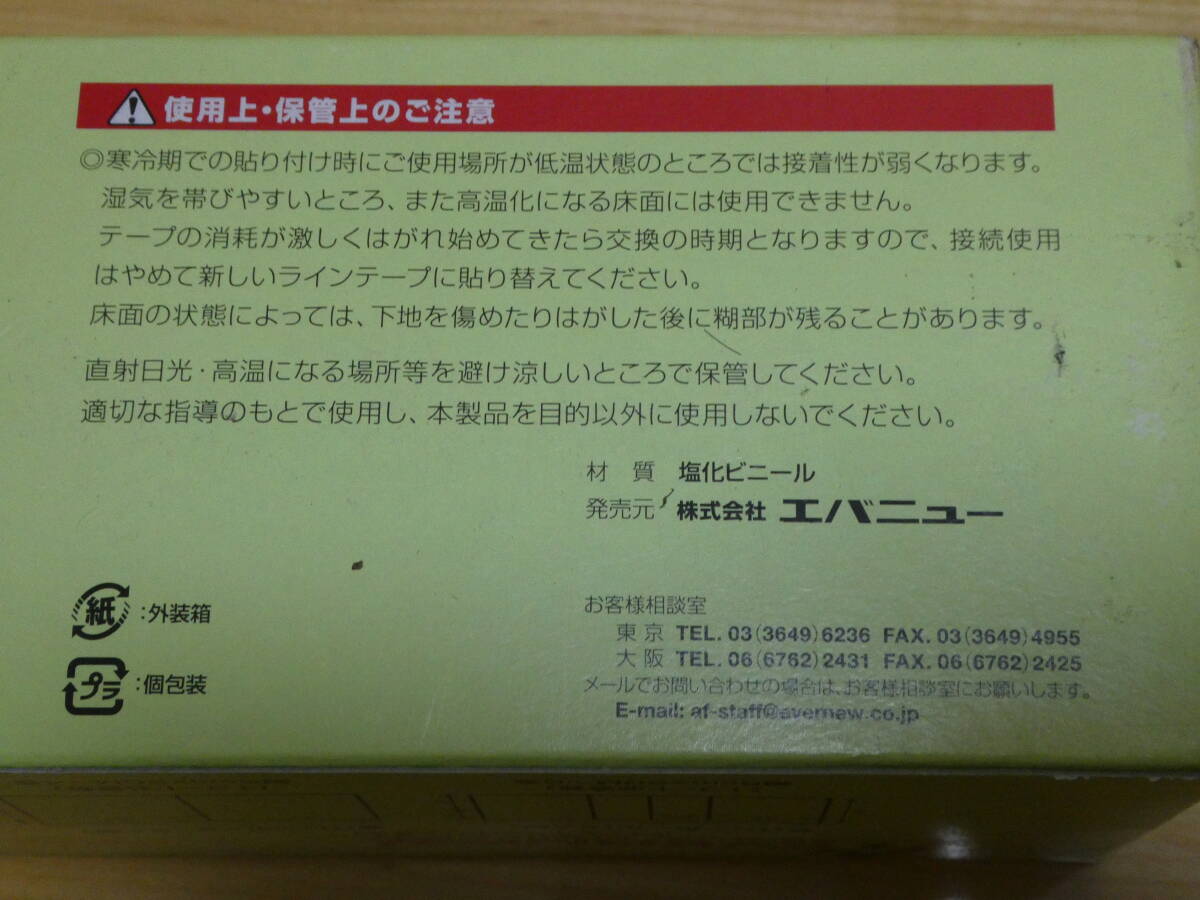 使用上・保管上のご注意
◎寒冷期での貼り付け時にご使用場所が低温状態のところでは接着性が弱くなります。
湿気を帯びやすいところ、また高温化になる床面には使用できません。
テープの消耗が激しくはがれ始めてきたら交換の時期となりますので、接続使用
はやめて新しいラインテープに貼り替えてください。
床面の状態によっては、下地を傷めたりはがした後に糊部が残ることがあります。
直射日光・高温になる場所等を避け涼しいところで保管してください。
適切な指導のもとで使用し、本製品を目的以外に使用しないでください。
材 質 塩化ビニール
発売元 株式会社 エバニュー
紙 :外装箱
プラ :個包装
お客様相談室
東 京 TEL. 03(3649)6236 FAX. 03(3649)4955
大 阪 TEL. 06(6762)2431 FAX. 06(6762)2425
メールでお問い合わせの場合は、お客様相談室にお願いします。
E-mail: af-staff@evernew.co.jp